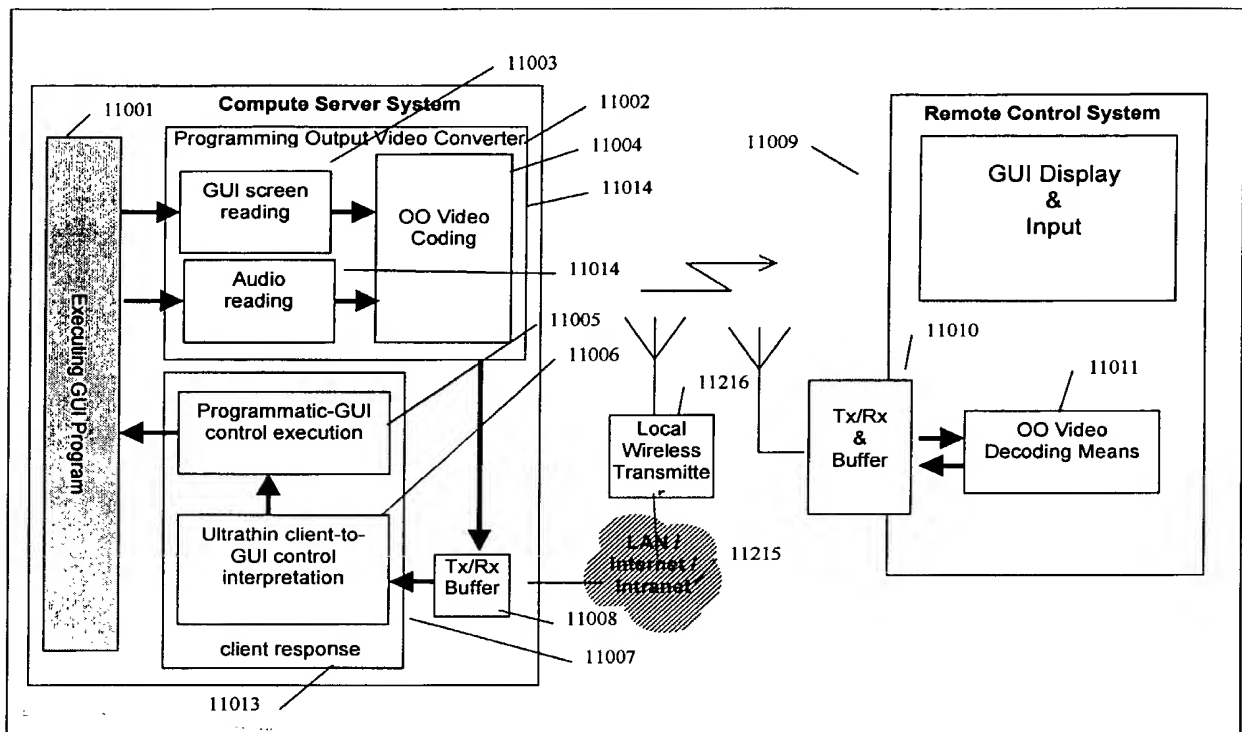 11003
11001
Compute Server System
11002
Programming Output Video Converter
11004
11014
GUI screen
reading
OO Video
Coding
Audio
reading
11014
Executing GUI Program
11005
11006
Programmatic-GUI
control execution
Ultrathin client-to-
GUI control
interpretation
client response
11013
Tx/Rx
Buffer
11008
11007
11216
Local
Wireless
Transmitte
r
LAN /
Internet /
Intranet
11215
11009
Remote Control System
GUI Display
&
Input
11010
Tx/Rx
&
Buffer
11011
OO Video
Decoding Means